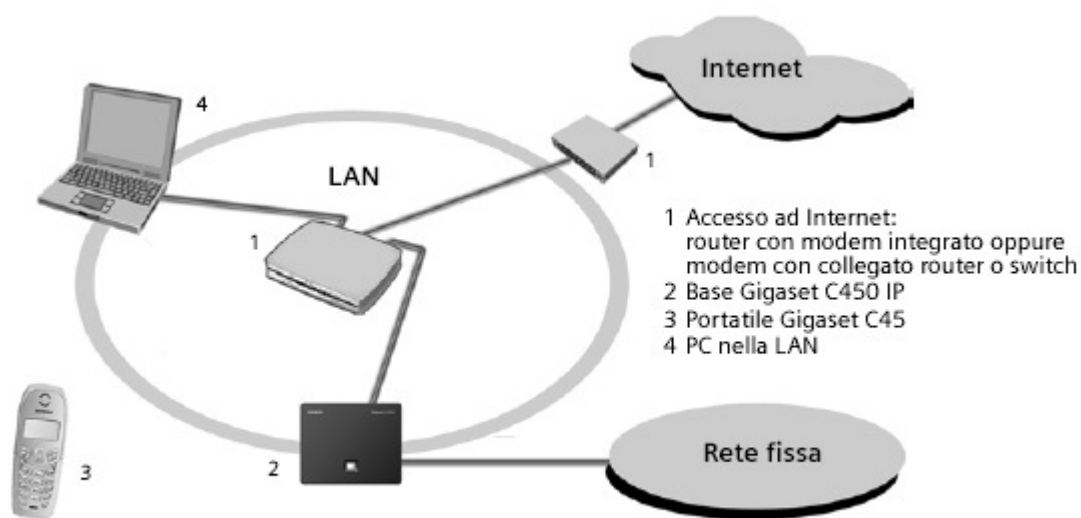 Internet
4
LAN
1
1
1 Accesso ad Internet:
router con modem integrato oppure
modem con collegato router o switch
2 Base Gigaset C450 IP
3 Portatile Gigaset C45
4 PC nella LAN
3
2
Rete fissa